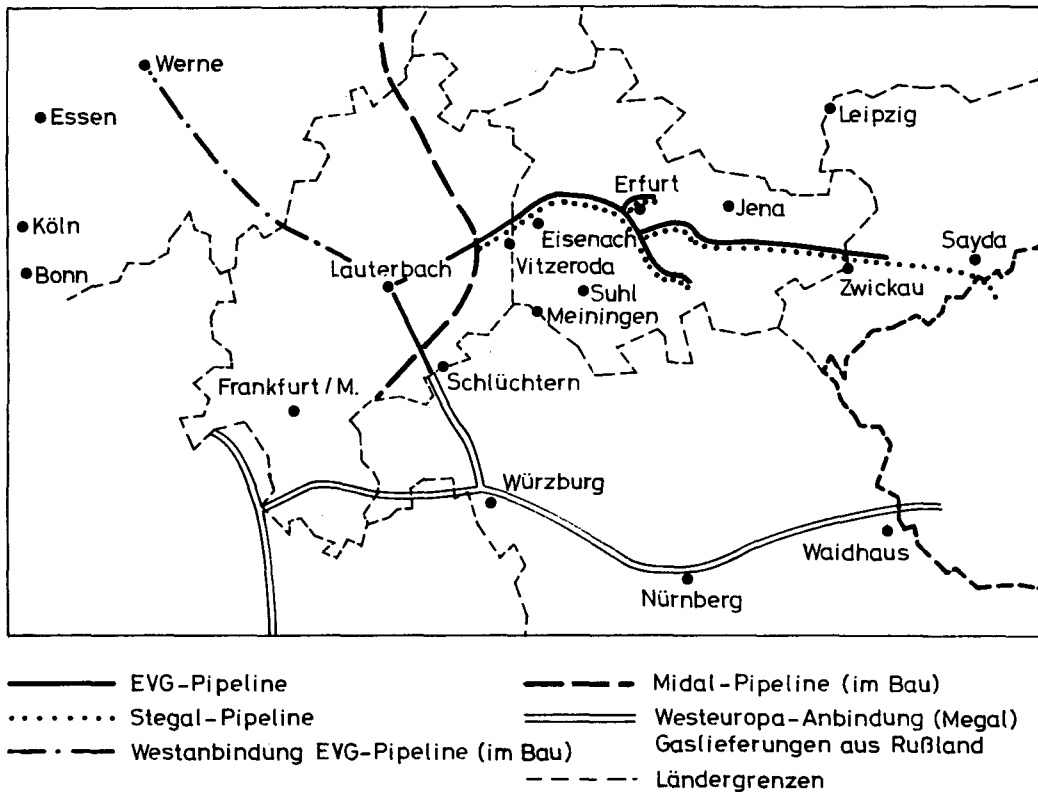 Werne
Essen
Leipzig
Erfurt
Jena
Köln
Eisenach
Sayda
Bonn
Vitzeroda
Lauterbach
Zwickau
Suhl
Meiningen
Schlüchtern
Frankfurt/M.
Würzburg
Waidhaus
Nürnberg
EVG-Pipeline
Stegal-Pipeline
Westanbindung EVG-Pipeline (im Bau)
Midal-Pipeline (im Bau)
Westeuropa-Anbindung (Megal)
Gaslieferungen aus Rußland
Ländergrenzen